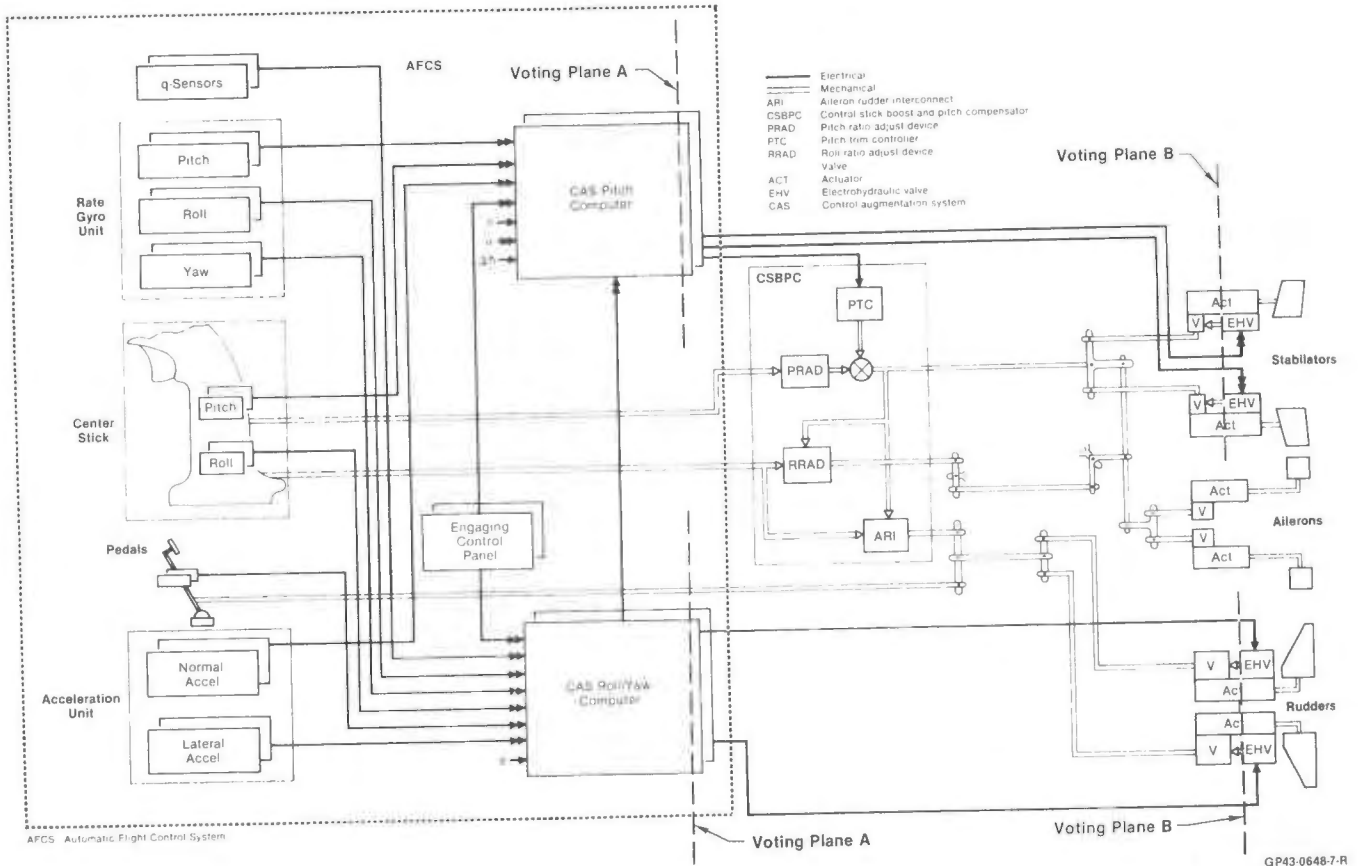 AFCS
Voting Plane A
q-Sensors
Pitch
Roll
Yaw
Rate
Gyro
Unit
CAS Pitch
Computer
Electrical
Mechanical
ARI Aileron rudder interconnect
CSBPC Control stick boost and pitch compensator
PRAD Pitch ratio adjust device
PTC Pitch trim controller
RRAD Roll ratio adjust device
Valve
ACT Actuator
EHV Electrohydraulic valve
CAS Control augmentation system
Voting Plane B
CSBPC
PTC
PRAD
RRAD
ARI
Center
Stick
Pitch
Roll
Engaging
Control
Panel
Pedals
Acceleration
Unit
Normal
Accel
Lateral
Accel
CAS Roll/Yaw
Computer
Act
V
EHV
Stabilators
V
EHV
Act
Act
V
Ailerons
V
Act
V
EHV
Act
Rudders
Act
V
EHV
Voting Plane A
Voting Plane B
AFCS Automatic Flight Control System
GP43-0648-7-R